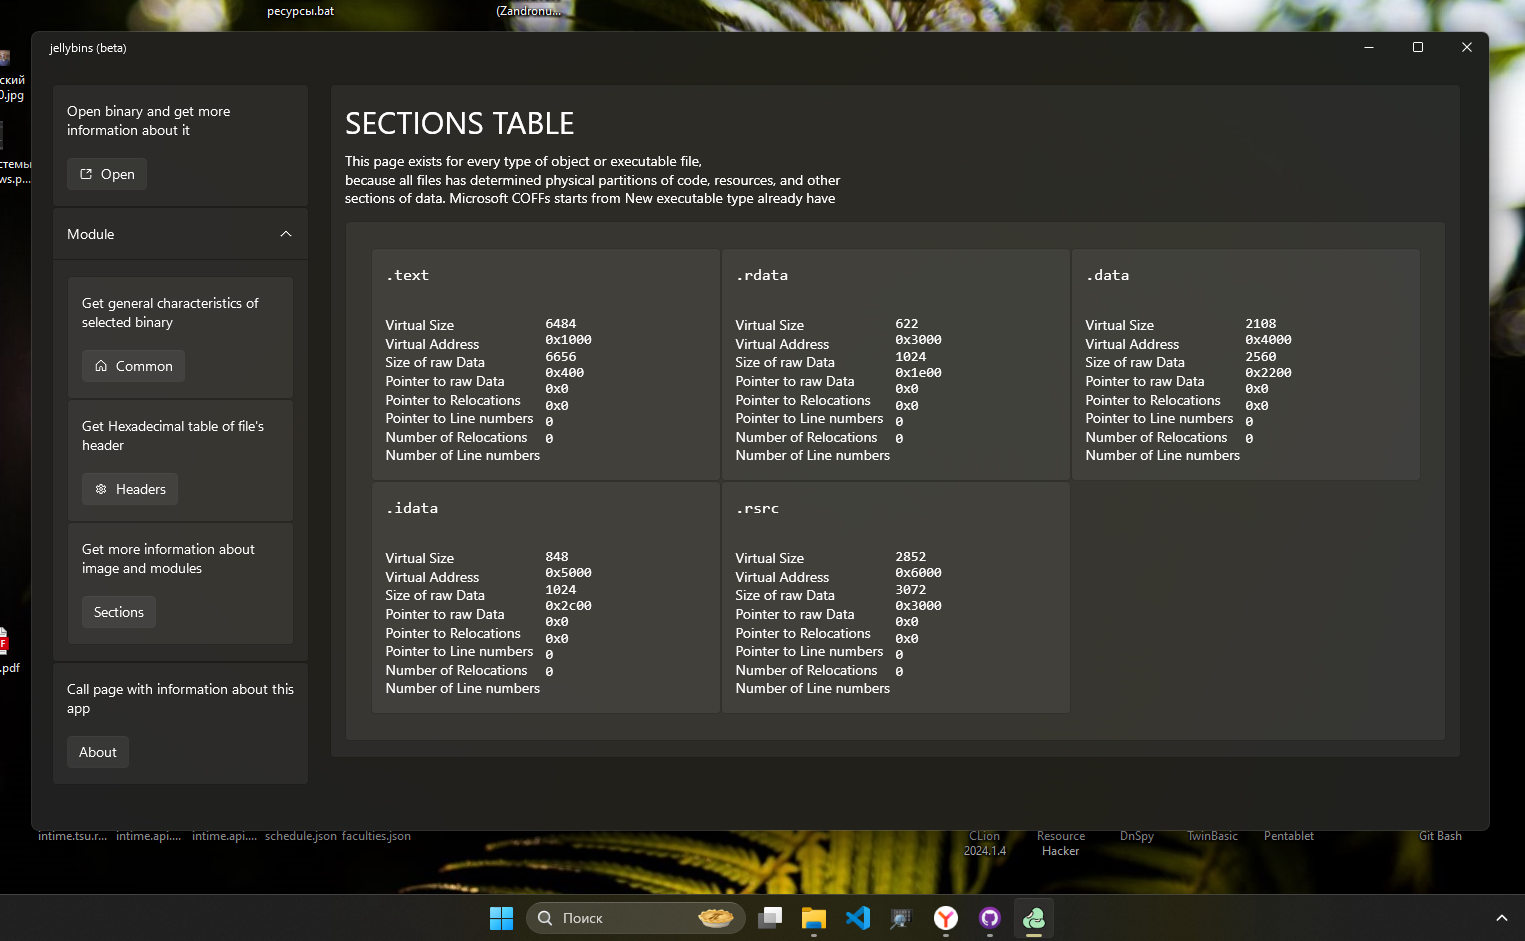 ресурсы.bat
(Zandronu...
jellybins (beta)
ский
0.jpg
стемы
ws.p...
.pdf
Open binary and get more
information about it
Open
Module
Get general characteristics of
selected binary
Common
Get Hexadecimal table of file's
header
Headers
Get more information about
image and modules
Sections
Call page with information about this
app
About
SECTIONS TABLE
This page exists for every type of object or executable file,
because all files has determined physical partitions of code, resources, and other
sections of data. Microsoft COFFs starts from New executable type already have
.text
Virtual Size 6484
Virtual Address 0x1000
Size of raw Data 6656
Pointer to raw Data 0x400
Pointer to Relocations 0x0
Pointer to Line numbers 0x0
Number of Relocations 0
Number of Line numbers 0
.rdata
Virtual Size 622
Virtual Address 0x3000
Size of raw Data 1024
Pointer to raw Data 0x1e00
Pointer to Relocations 0x0
Pointer to Line numbers 0x0
Number of Relocations 0
Number of Line numbers 0
.data
Virtual Size 2108
Virtual Address 0x4000
Size of raw Data 2560
Pointer to raw Data 0x2200
Pointer to Relocations 0x0
Pointer to Line numbers 0x0
Number of Relocations 0
Number of Line numbers 0
.idata
Virtual Size 848
Virtual Address 0x5000
Size of raw Data 1024
Pointer to raw Data 0x2c00
Pointer to Relocations 0x0
Pointer to Line numbers 0x0
Number of Relocations 0
Number of Line numbers 0
.rsrc
Virtual Size 2852
Virtual Address 0x6000
Size of raw Data 3072
Pointer to raw Data 0x3000
Pointer to Relocations 0x0
Pointer to Line numbers 0x0
Number of Relocations 0
Number of Line numbers 0
intime.tsu.r...
intime.api....
intime.api....
schedule.json
faculties.json
CLion
2024.1.4
Resource
Hacker
DnSpy
TwinBasic
Pentablet
Git Bash
Поиск